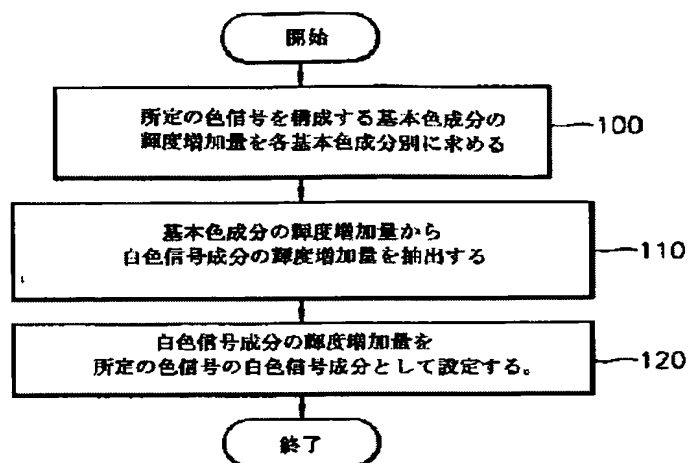 開始
所定の色信号を構成する基本色成分の
輝度増加量を各基本色成分別に求める
100
基本色成分の輝度増加量から
白色信号成分の輝度増加量を抽出する
110
白色信号成分の輝度増加量を
所定の色信号の白色信号成分として設定する。
120
終了